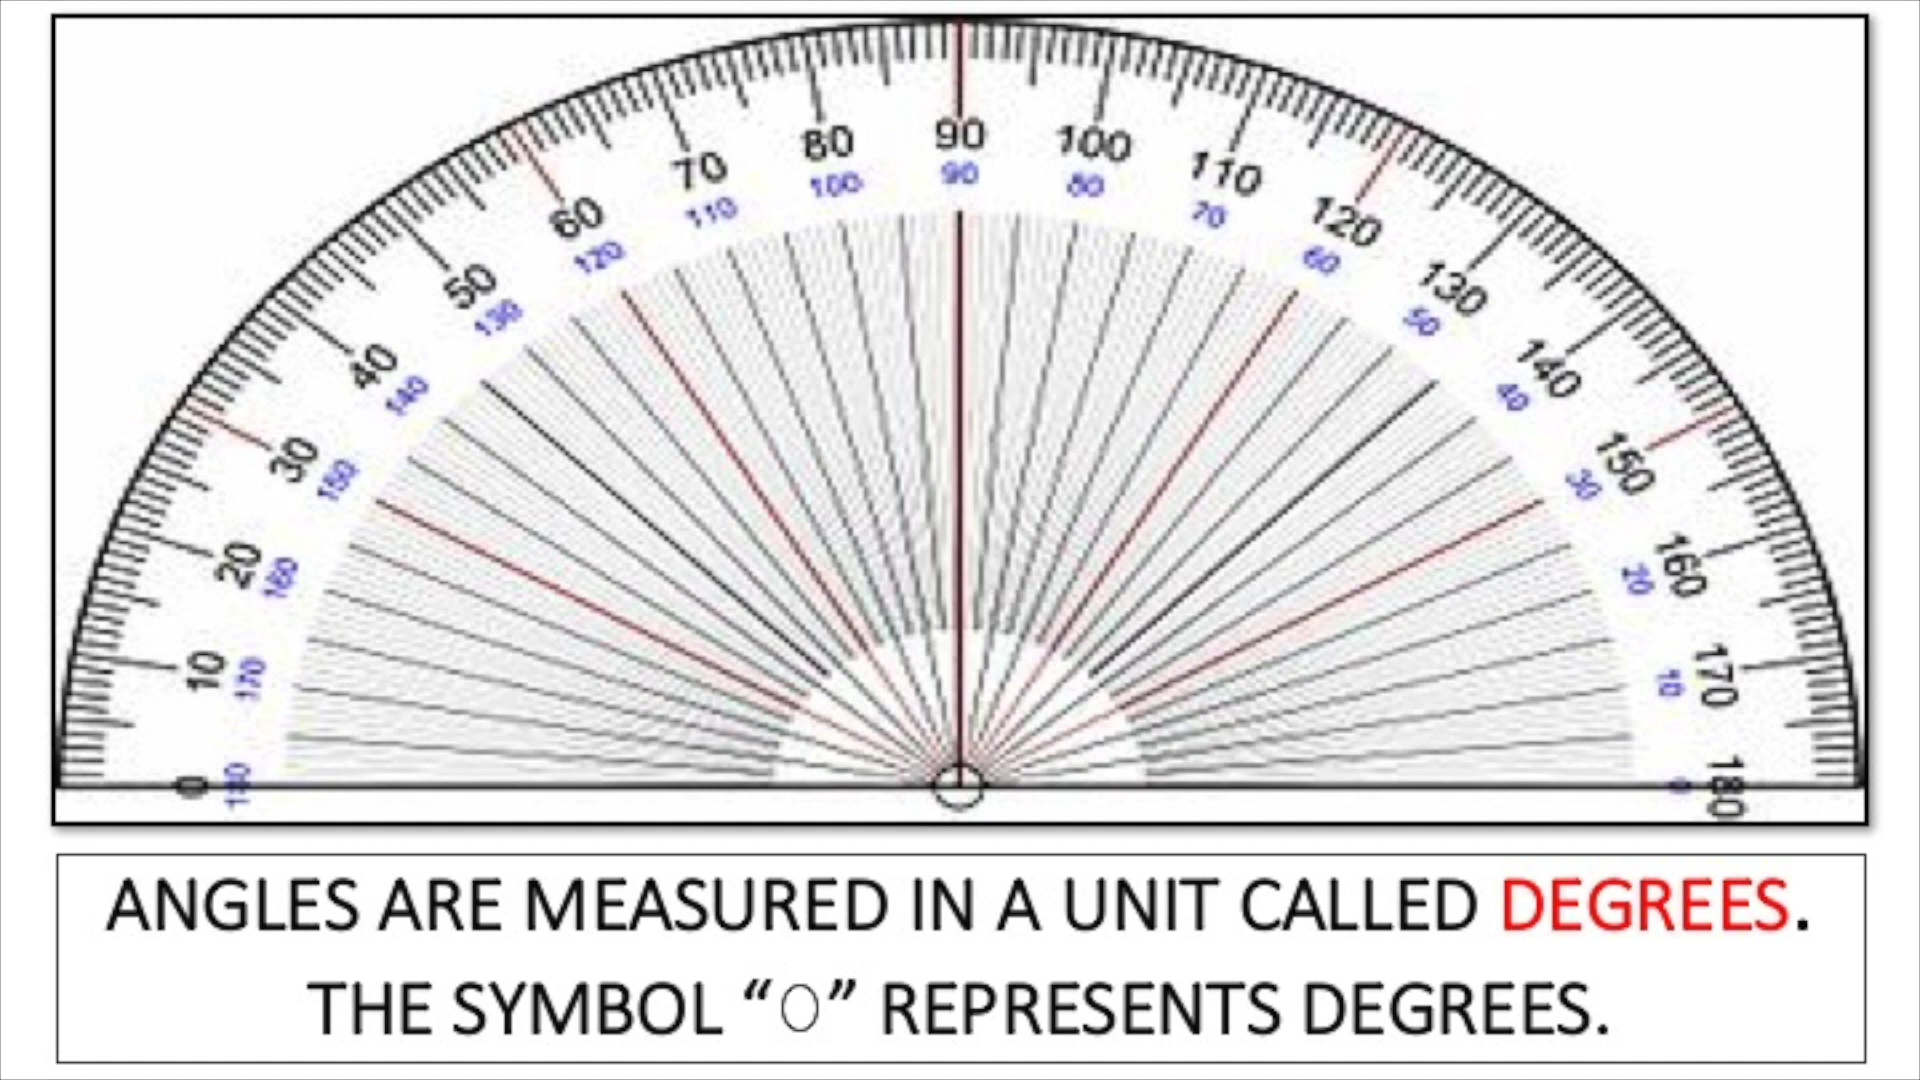 0 10 20 30 40 50 60 70 80 90 100 110 120 130 140 150 160 170 180
180 170 160 150 140 130 120 110 100 90 80 70 60 50 40 30 20 10 0
ANGLES ARE MEASURED IN A UNIT CALLED DEGREES.
THE SYMBOL “O” REPRESENTS DEGREES.